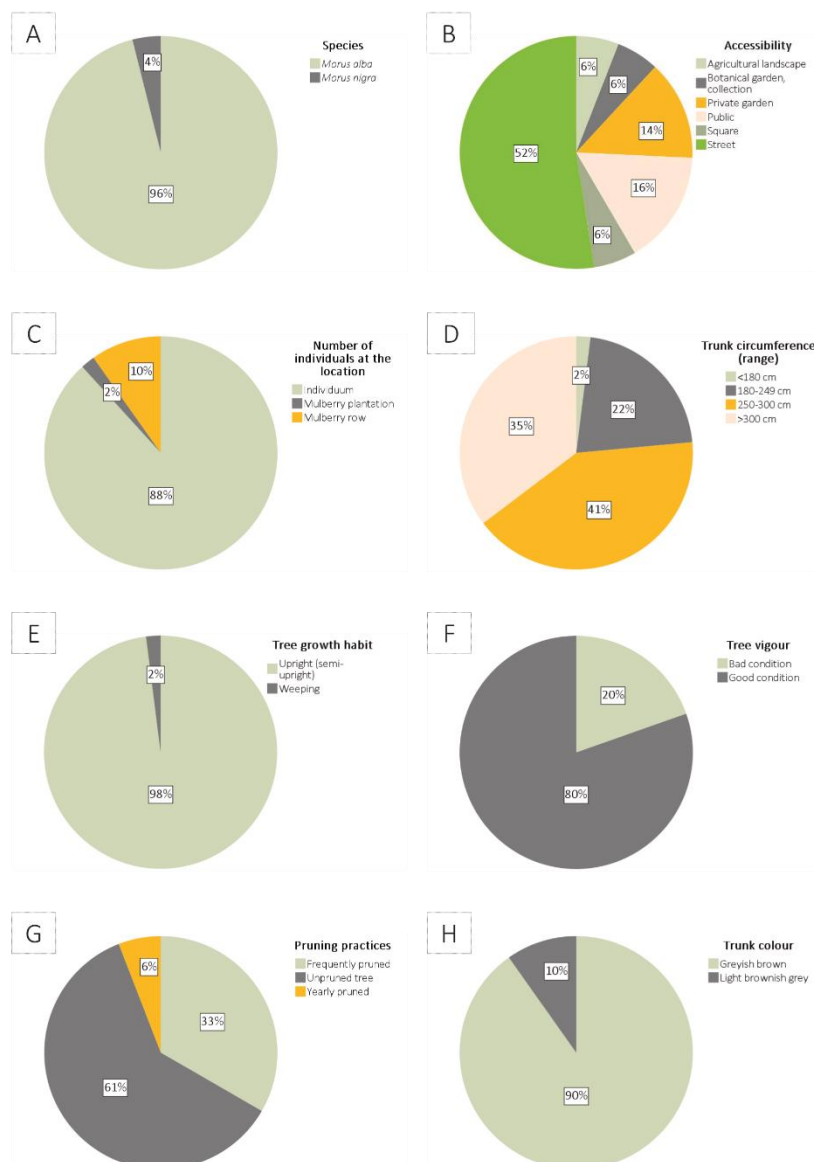 A
Species
Morus alba
Morus nigra
4%
96%
B
Accessibility
Agricultural landscape
Botanical garden,
collection
Private garden
Public
Square
Street
6%
6%
14%
16%
6%
52%
C
Number of
individuals at the
location
Individuum
Mulberry plantation
Mulberry row
10%
2%
88%
D
Trunk circumference
(range)
<180 cm
180-249 cm
250-300 cm
>300 cm
2%
22%
41%
35%
E
Tree growth habit
Upright (semi-
upright)
Weeping
2%
98%
F
Tree vigour
Bad condition
Good condition
20%
80%
G
Pruning practices
Frequently pruned
Unpruned tree
Yearly pruned
6%
33%
61%
H
Trunk colour
Greyish brown
Light brownish grey
10%
90%